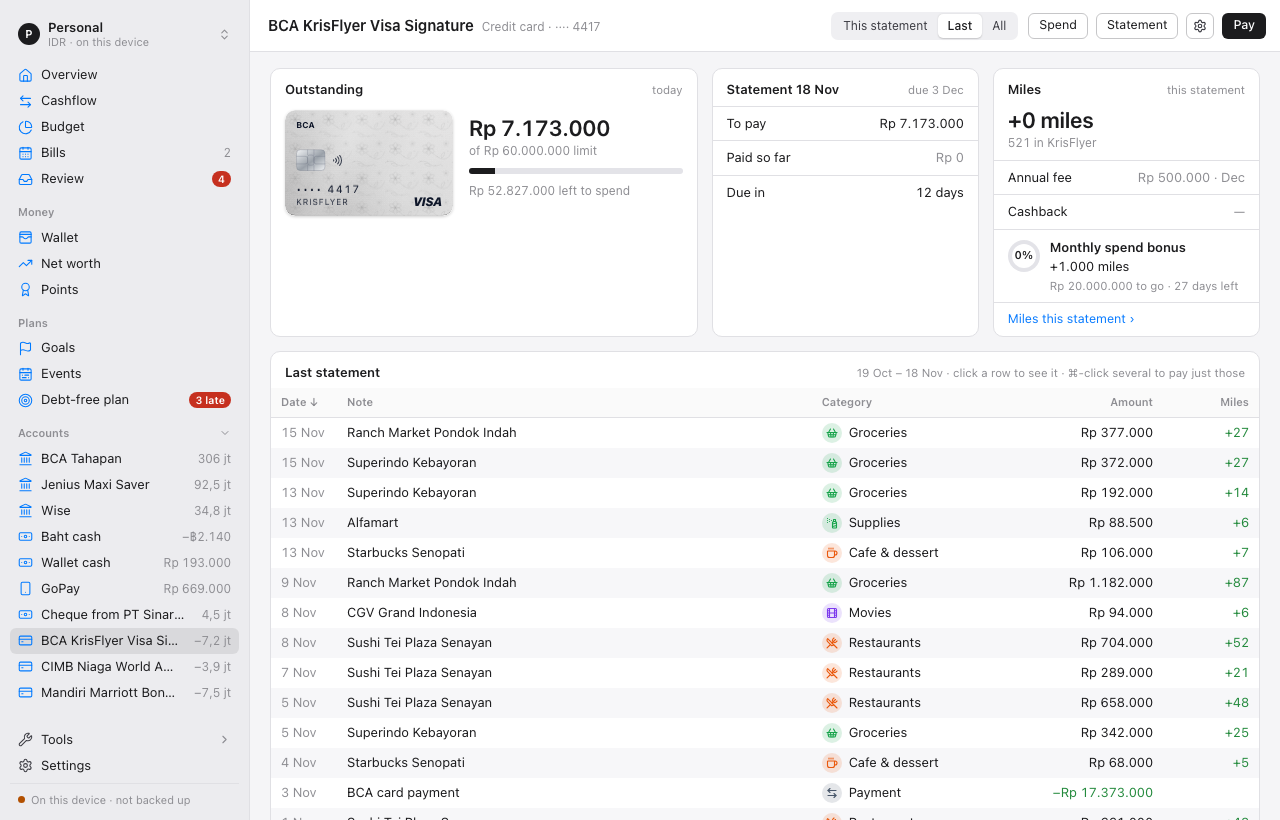 P
Personal
IDR · on this device
Overview
Cashflow
Budget
Bills 2
Review 4
Money
Wallet
Net worth
Points
Plans
Goals
Events
Debt-free plan 3 late
Accounts
BCA Tahapan 306 jt
Jenius Maxi Saver 92,5 jt
Wise 34,8 jt
Baht cash −฿2.140
Wallet cash Rp 193.000
GoPay Rp 669.000
Cheque from PT Sinar... 4,5 jt
BCA KrisFlyer Visa Si... −7,2 jt
CIMB Niaga World A... −3,9 jt
Mandiri Marriott Bon... −7,5 jt
Tools
Settings
On this device · not backed up
BCA KrisFlyer Visa Signature Credit card · ···· 4417
This statement Last All Spend Statement Pay
Outstanding today
BCA
···· 4417
KRISFLYER VISA
Rp 7.173.000
of Rp 60.000.000 limit
Rp 52.827.000 left to spend
Statement 18 Nov due 3 Dec
To pay Rp 7.173.000
Paid so far Rp 0
Due in 12 days
Miles this statement
+0 miles
521 in KrisFlyer
Annual fee Rp 500.000 · Dec
Cashback —
0% Monthly spend bonus
+1.000 miles
Rp 20.000.000 to go · 27 days left
Miles this statement ›
Last statement 19 Oct – 18 Nov · click a row to see it · ⌘-click several to pay just those
Date ↓ Note Category Amount Miles
15 Nov Ranch Market Pondok Indah Groceries Rp 377.000 +27
15 Nov Superindo Kebayoran Groceries Rp 372.000 +27
13 Nov Superindo Kebayoran Groceries Rp 192.000 +14
13 Nov Alfamart Supplies Rp 88.500 +6
13 Nov Starbucks Senopati Cafe & dessert Rp 106.000 +7
9 Nov Ranch Market Pondok Indah Groceries Rp 1.182.000 +87
8 Nov CGV Grand Indonesia Movies Rp 94.000 +6
8 Nov Sushi Tei Plaza Senayan Restaurants Rp 704.000 +52
7 Nov Sushi Tei Plaza Senayan Restaurants Rp 289.000 +21
5 Nov Sushi Tei Plaza Senayan Restaurants Rp 658.000 +48
5 Nov Superindo Kebayoran Groceries Rp 342.000 +25
4 Nov Starbucks Senopati Cafe & dessert Rp 68.000 +5
3 Nov BCA card payment Payment −Rp 17.373.000